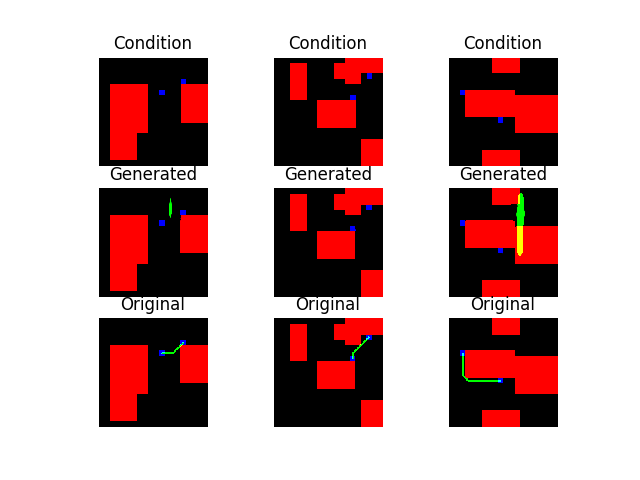 Condition
Condition
Condition
Generated
Generated
Generated
Original
Original
Original